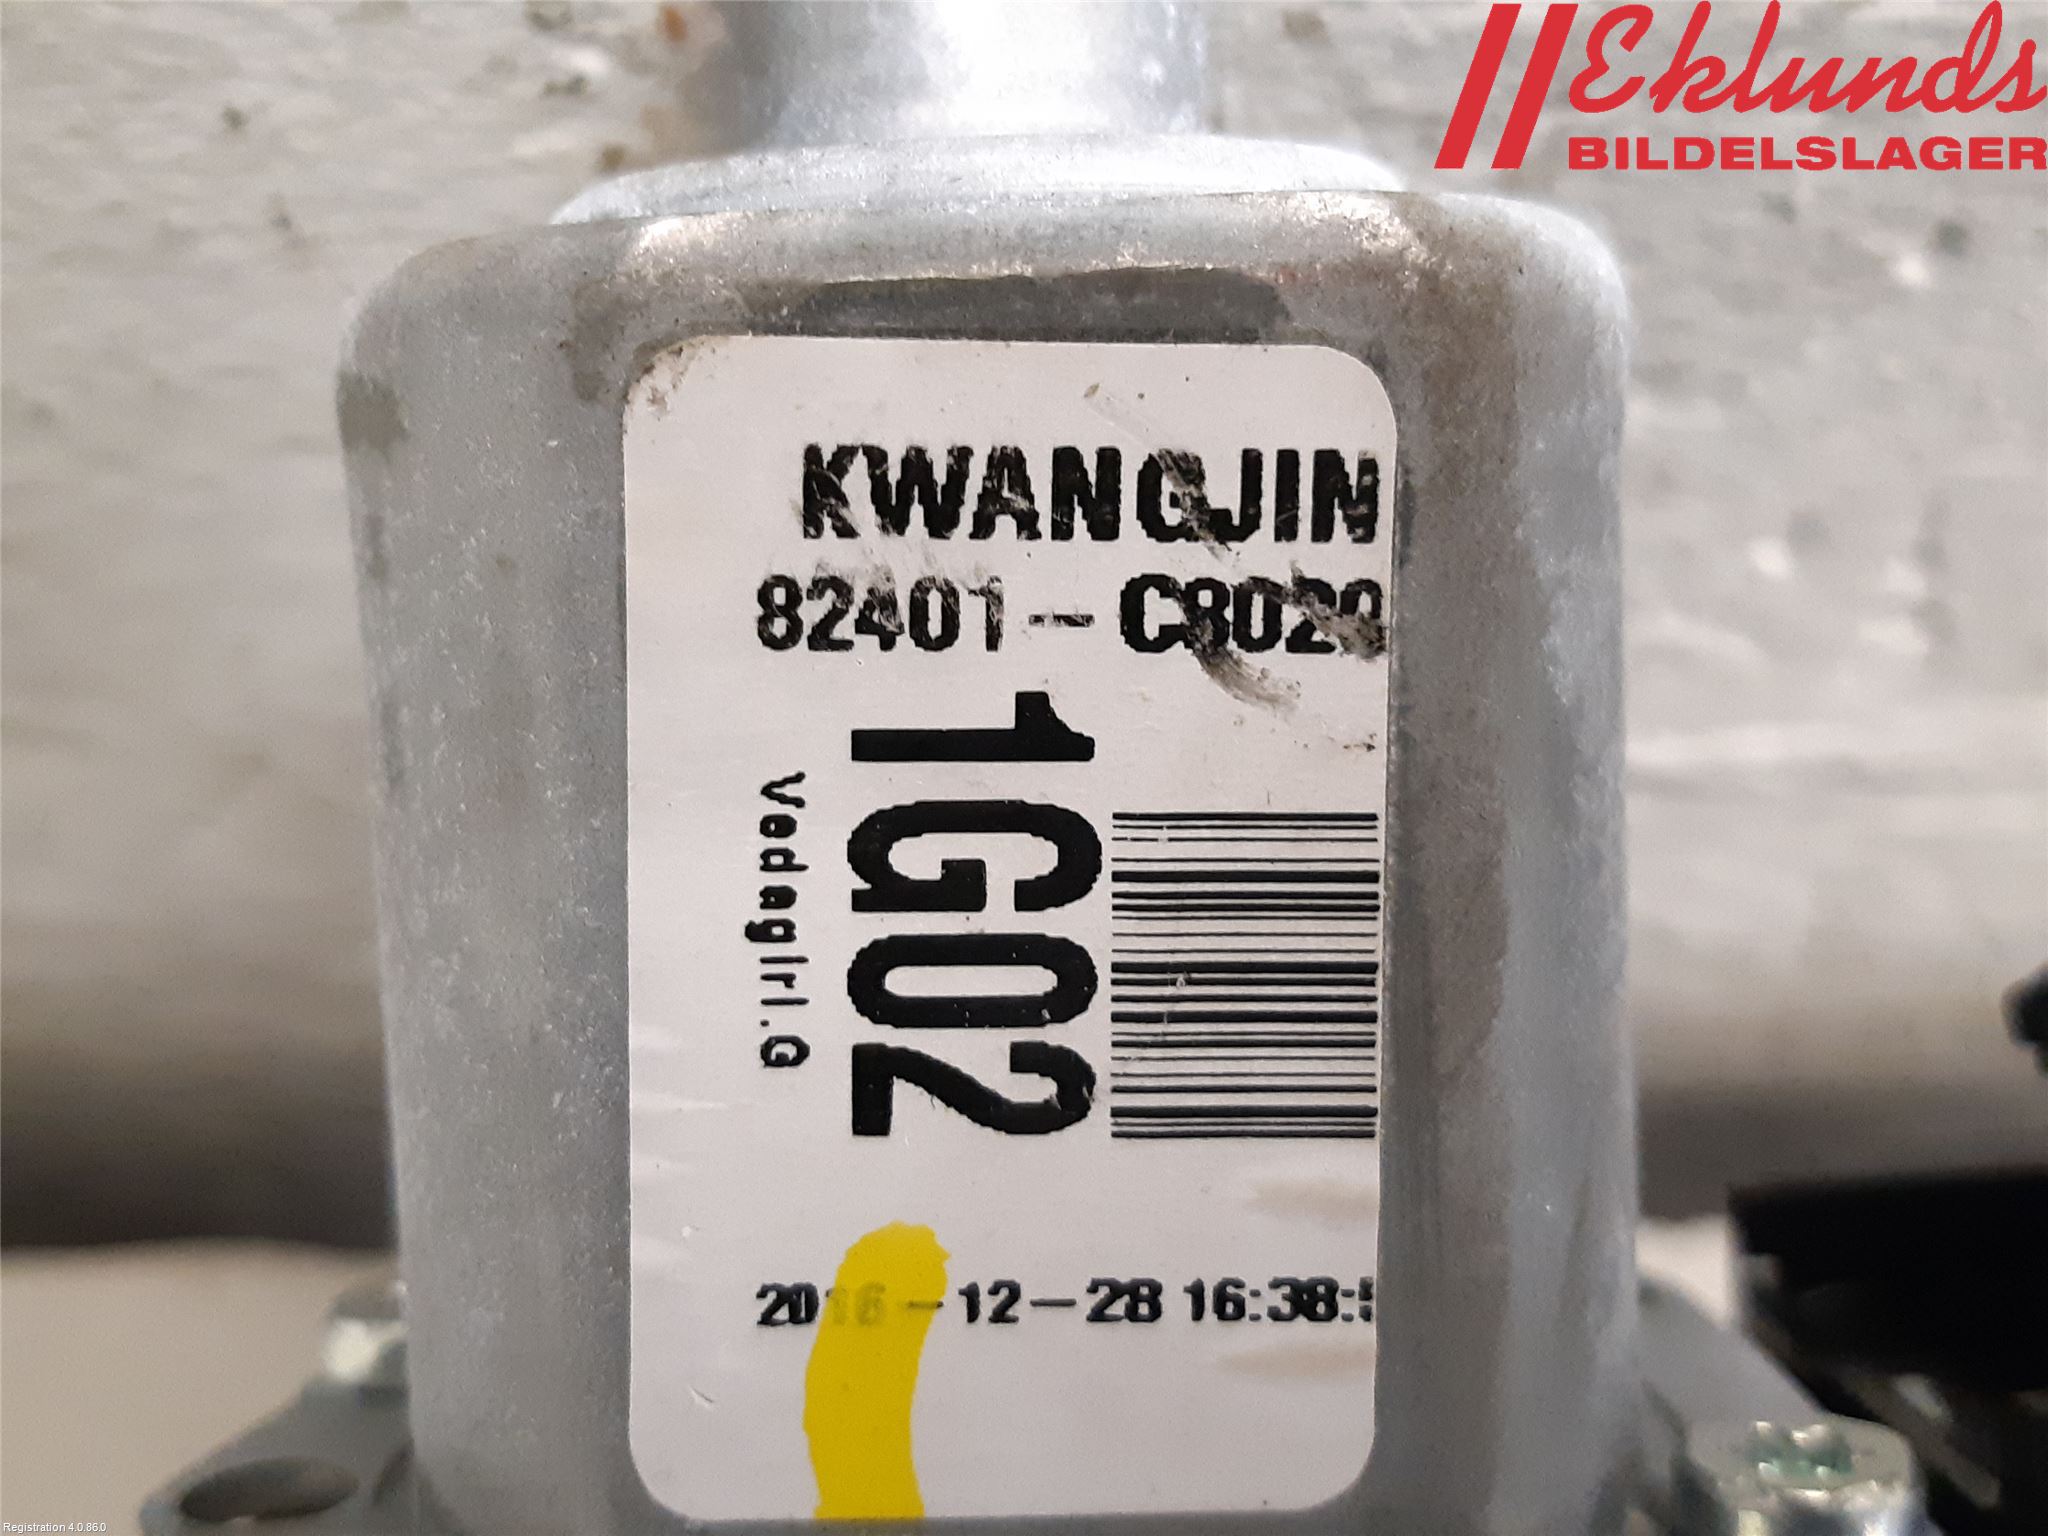 Eklunds
BILDELSLAGER
KWANGJIN
82401-C8020
1G02
Vedaglrl.G
2016-12-28 16:38:5
Registration 4.0.86.0